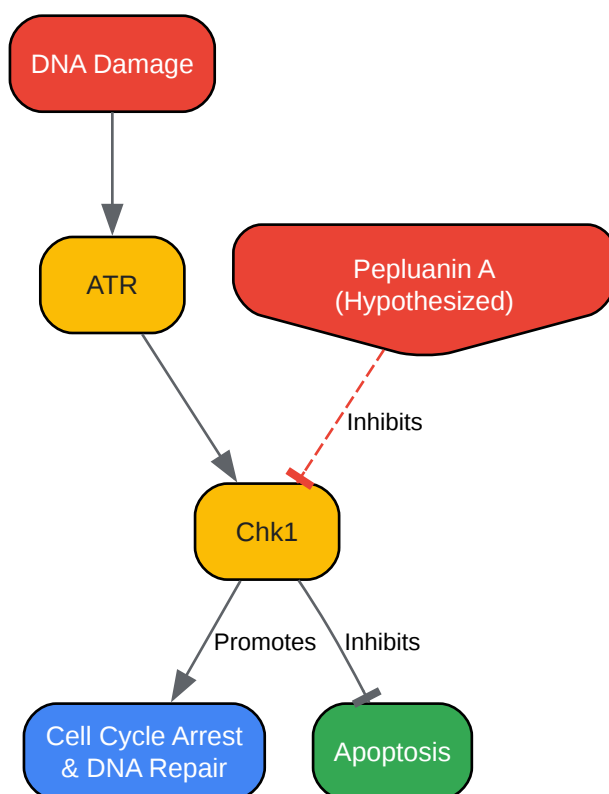 DNA Damage
ATR
Pepluanin A
(Hypothesized)
Inhibits
Chk1
Promotes
Inhibits
Cell Cycle Arrest
& DNA Repair
Apoptosis